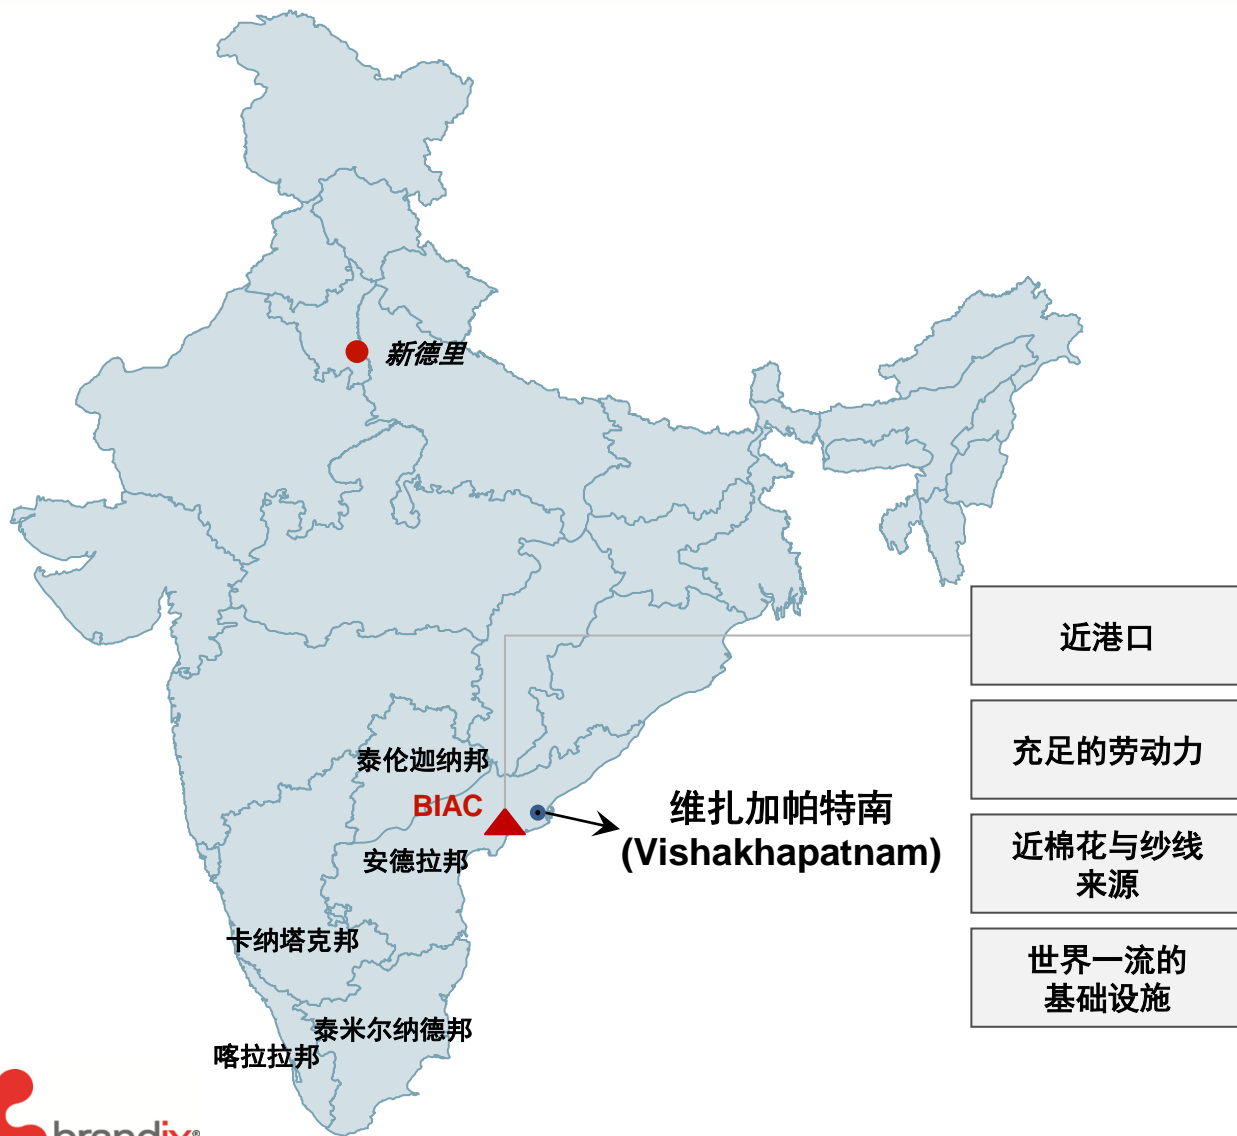 新德里
近港口
充足的劳动力
泰伦迦纳邦
BIAC
维扎加帕特南
(Vishakhapatnam)
近棉花与纱线
来源
安德拉邦
卡纳塔克邦
世界一流的
基础设施
泰米尔纳德邦
喀拉拉邦
brandix®